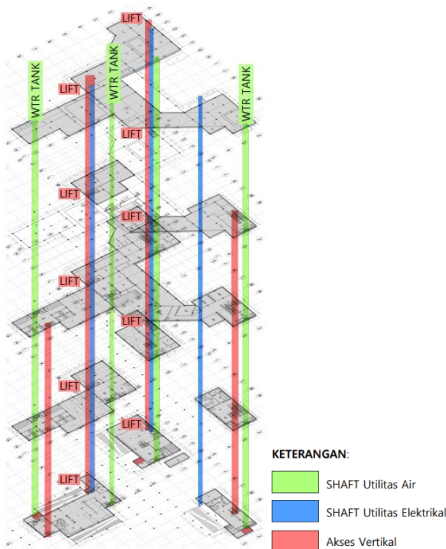 LIFT
WTR TANK
WTR TANK
WTR TANK
LIFT
LIFT
LIFT
LIFT
LIFT
LIFT
LIFT
LIFT
LIFT
KETERANGAN:
SHAFT Utilitas Air
SHAFT Utilitas Elektrikal
Akses Vertikal